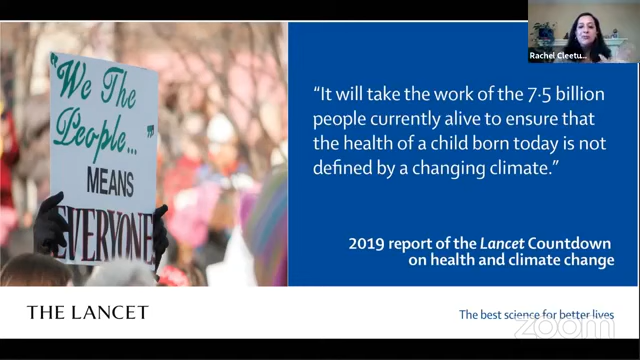 Rachel Cleetu...
"We The
People..."
MEANS
EVERYONE
“It will take the work of the 7·5 billion
people currently alive to ensure that
the health of a child born today is not
defined by a changing climate.”
2019 report of the Lancet Countdown
on health and climate change
THE LANCET
The best science for better lives
zoom